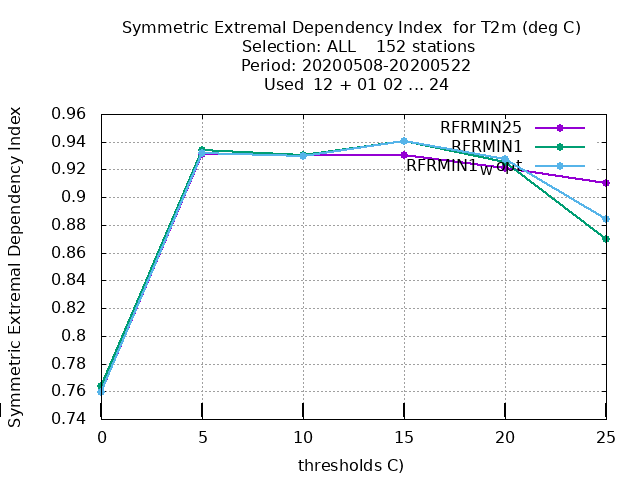 Symmetric Extremal Dependency Index for T2m (deg C)
Selection: ALL 152 stations
Period: 20200508-20200522
Used 12 + 01 02 ... 24
Symmetric Extremal Dependency Index
0.96
0.94
0.92
0.9
0.88
0.86
0.84
0.82
0.8
0.78
0.76
0.74
RFRMIN25
RFRMIN1
RFRMIN1w opt
0 5 10 15 20 25
thresholds C)